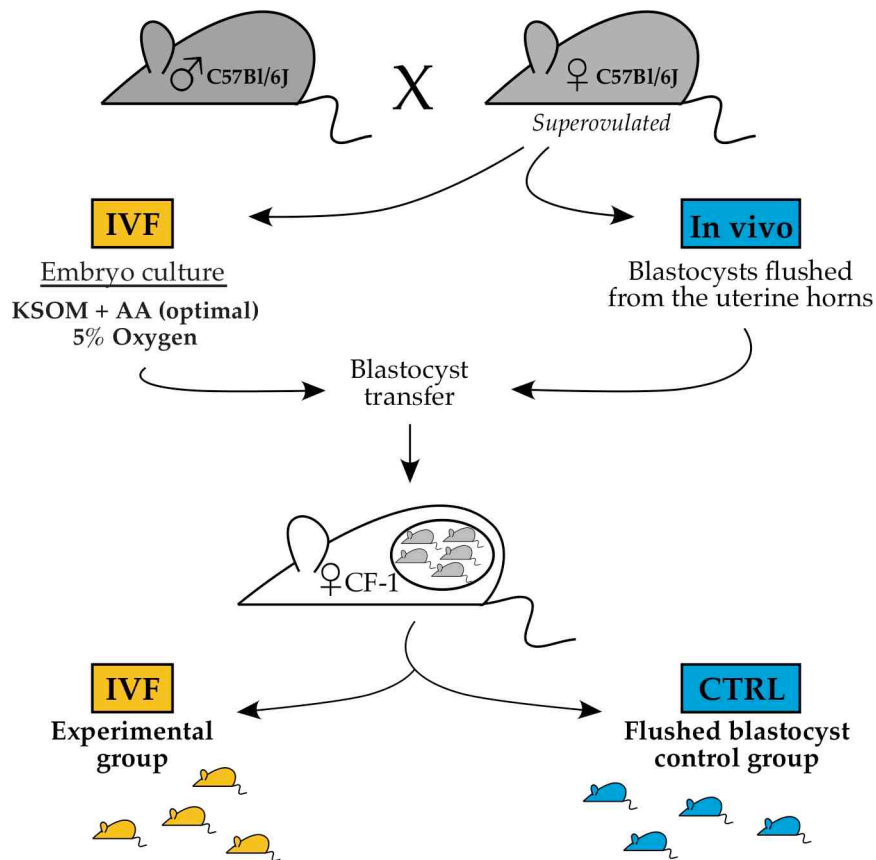 ♂ C57Bl/6J
X
♀ C57Bl/6J
Superovulated
IVF
Embryo culture
KSOM + AA (optimal)
5% Oxygen
In vivo
Blastocysts flushed
from the uterine horns
Blastocyst
transfer
♀CF-1
IVF
Experimental
group
CTRL
Flushed blastocyst
control group